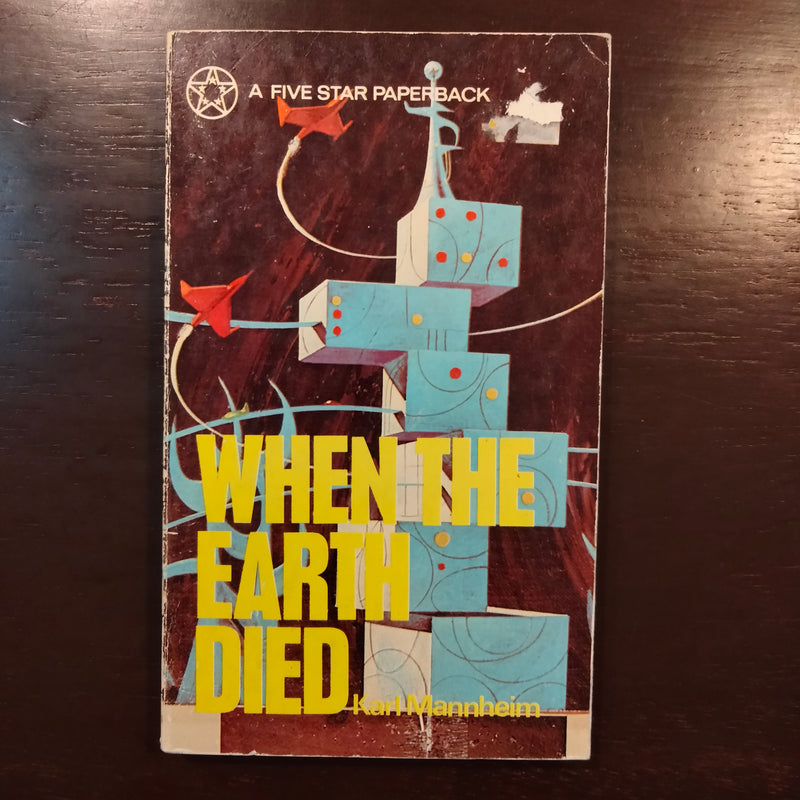 A FIVE STAR PAPERBACK
WHEN THE
EARTH
DIED
Karl Mannheim